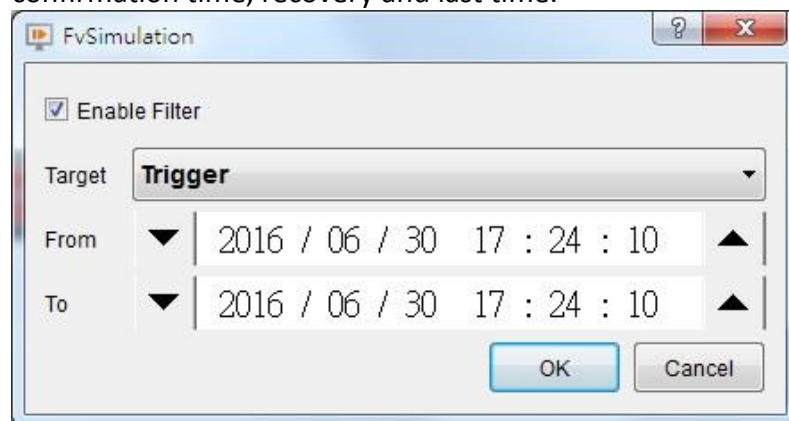 confirmation time, recovery and last time.
FvSimulation
Enable Filter
Target Trigger
From 2016 / 06 / 30 17 : 24 : 10
To 2016 / 06 / 30 17 : 24 : 10
OK Cancel